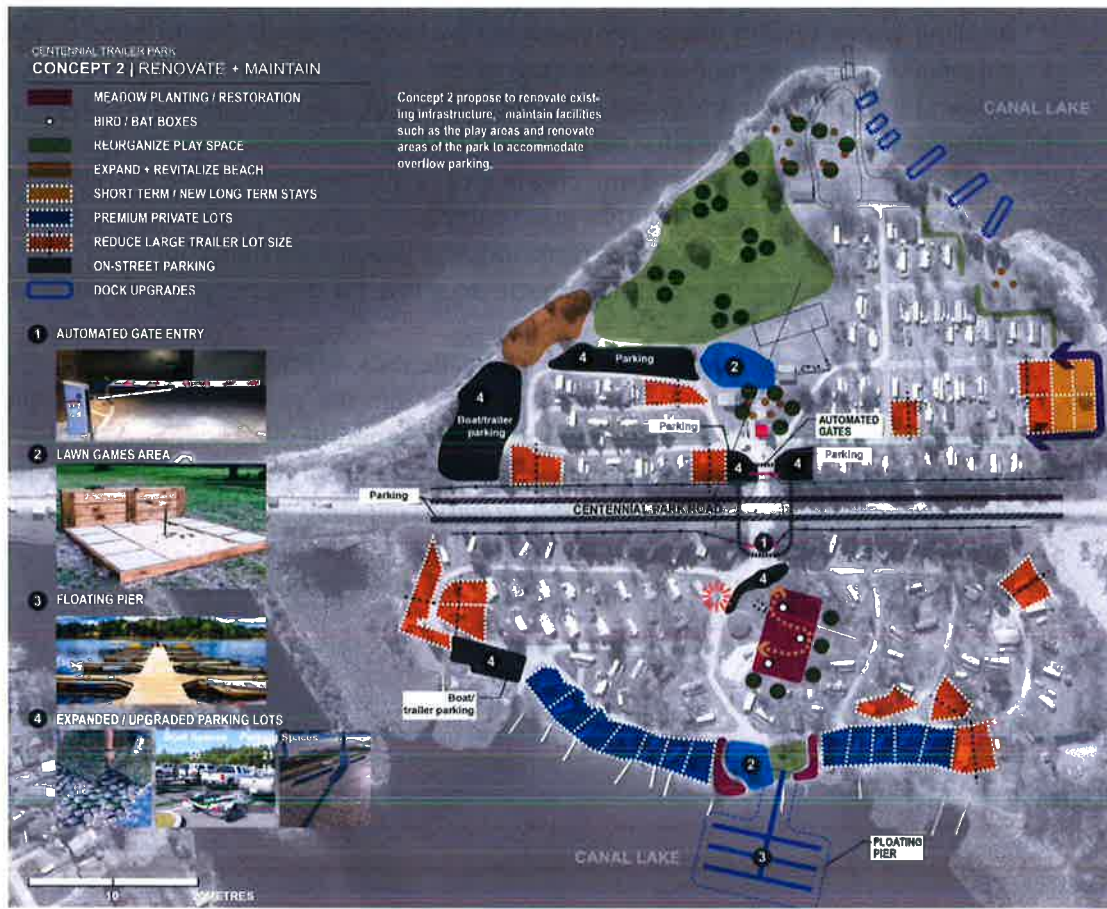 CENTENNIAL TRAILER PARK
CONCEPT 2 | RENOVATE + MAINTAIN
MEADOW PLANTING / RESTORATION
BIRD / BAT BOXES
REORGANIZE PLAY SPACE
EXPAND + REVITALIZE BEACH
SHORT TERM / NEW LONG TERM STAYS
PREMIUM PRIVATE LOTS
REDUCE LARGE TRAILER LOT SIZE
ON-STREET PARKING
DOCK UPGRADES
Concept 2 propose to renovate exist-
ing infrastructure, maintain facilities
such as the play areas and renovate
areas of the park to accommodate
overflow parking.
1 AUTOMATED GATE ENTRY
2 LAWN GAMES AREA
3 FLOATING PIER
4 EXPANDED / UPGRADED PARKING LOTS
Spaces
10
METRES
CANAL LAKE
4 Parking
2
4
Boat/trailer
parking
Parking
4
AUTOMATED
GATES
Parking
4
Parking
CENTENNIAL PARK ROAD
1
4
4
Boat/
trailer parking
2
3
FLOATING
PIER
CANAL LAKE